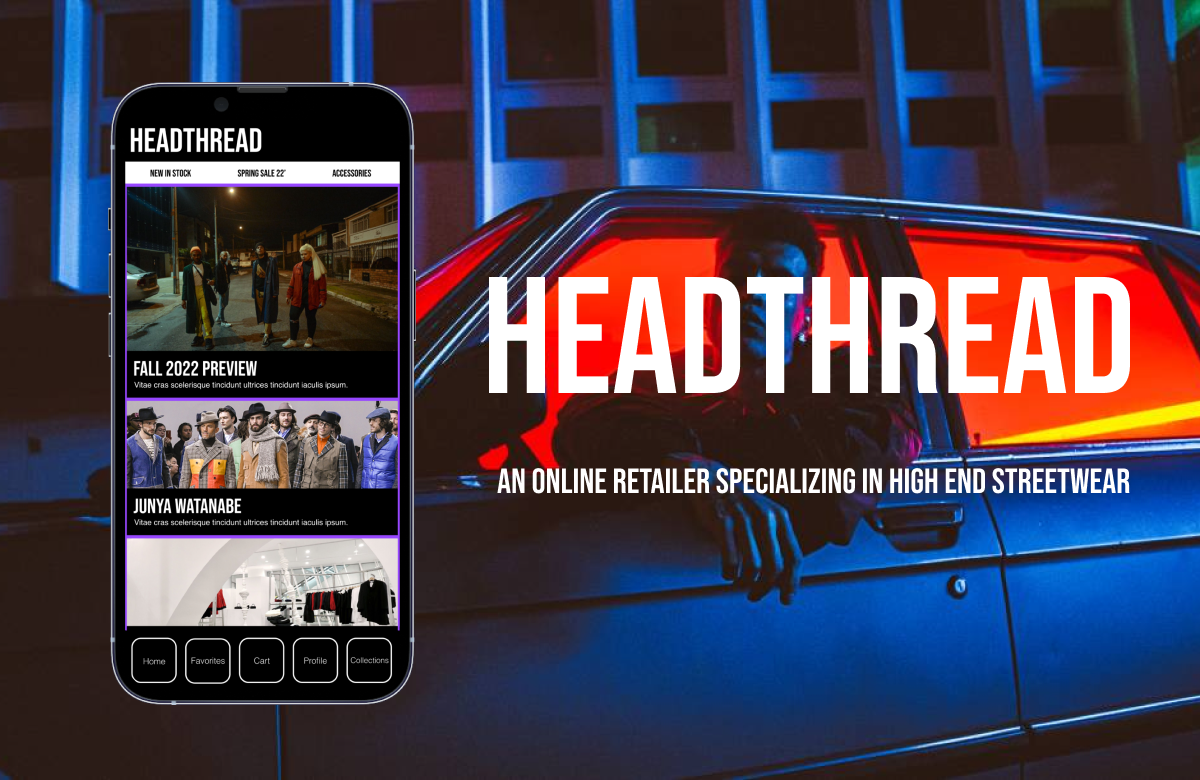 HEADTHREAD
NEW IN STOCK SPRING SALE 22' ACCESSORIES
FALL 2022 PREVIEW
Vitae cras scelerisque tincidunt ultrices tincidunt iaculis ipsum.
JUNYA WATANABE
Vitae cras scelerisque tincidunt ultrices tincidunt iaculis ipsum.
Home Favorites Cart Profile Collections
HEADTHREAD
AN ONLINE RETAILER SPECIALIZING IN HIGH END STREETWEAR